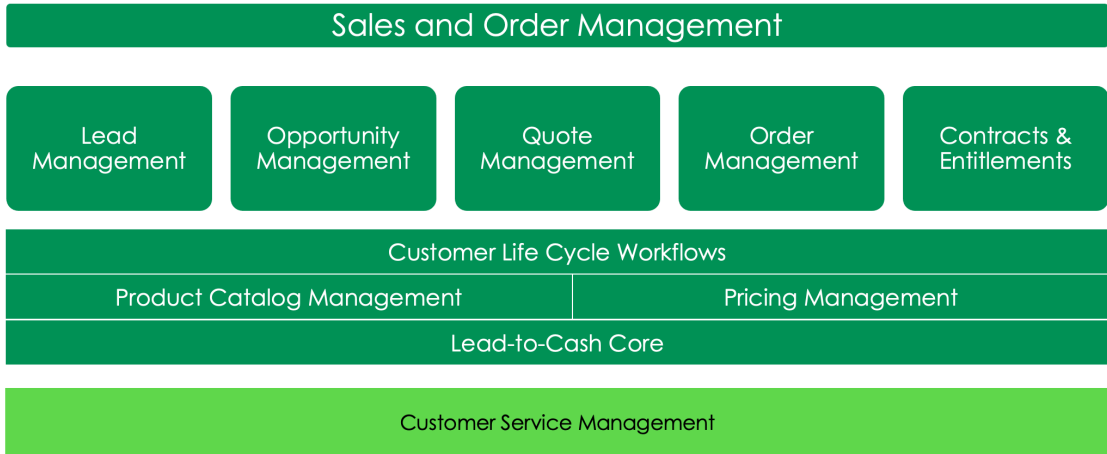 Sales and Order Management
Lead
Management
Opportunity
Management
Quote
Management
Order
Management
Contracts &
Entitlements
Customer Life Cycle Workflows
Product Catalog Management
Pricing Management
Lead-to-Cash Core
Customer Service Management